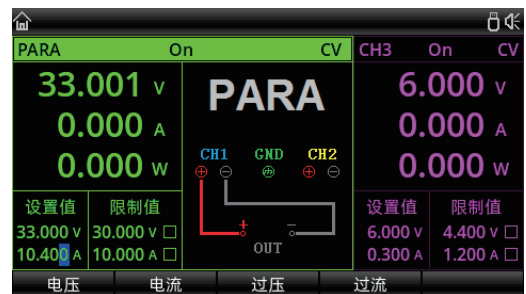 PARA On CV CH3 On CV
33.001 V PARA 6.000 V
0.000 A 0.000 A
0.000 W 0.000 W
CH1 GND CH2
设置值 限制值 设置值 限制值
33.000 V 30.000 V + - 6.000 V 4.400 V
10.400 A 10.000 A OUT 0.300 A 1.200 A
电压 电流 过压 过流